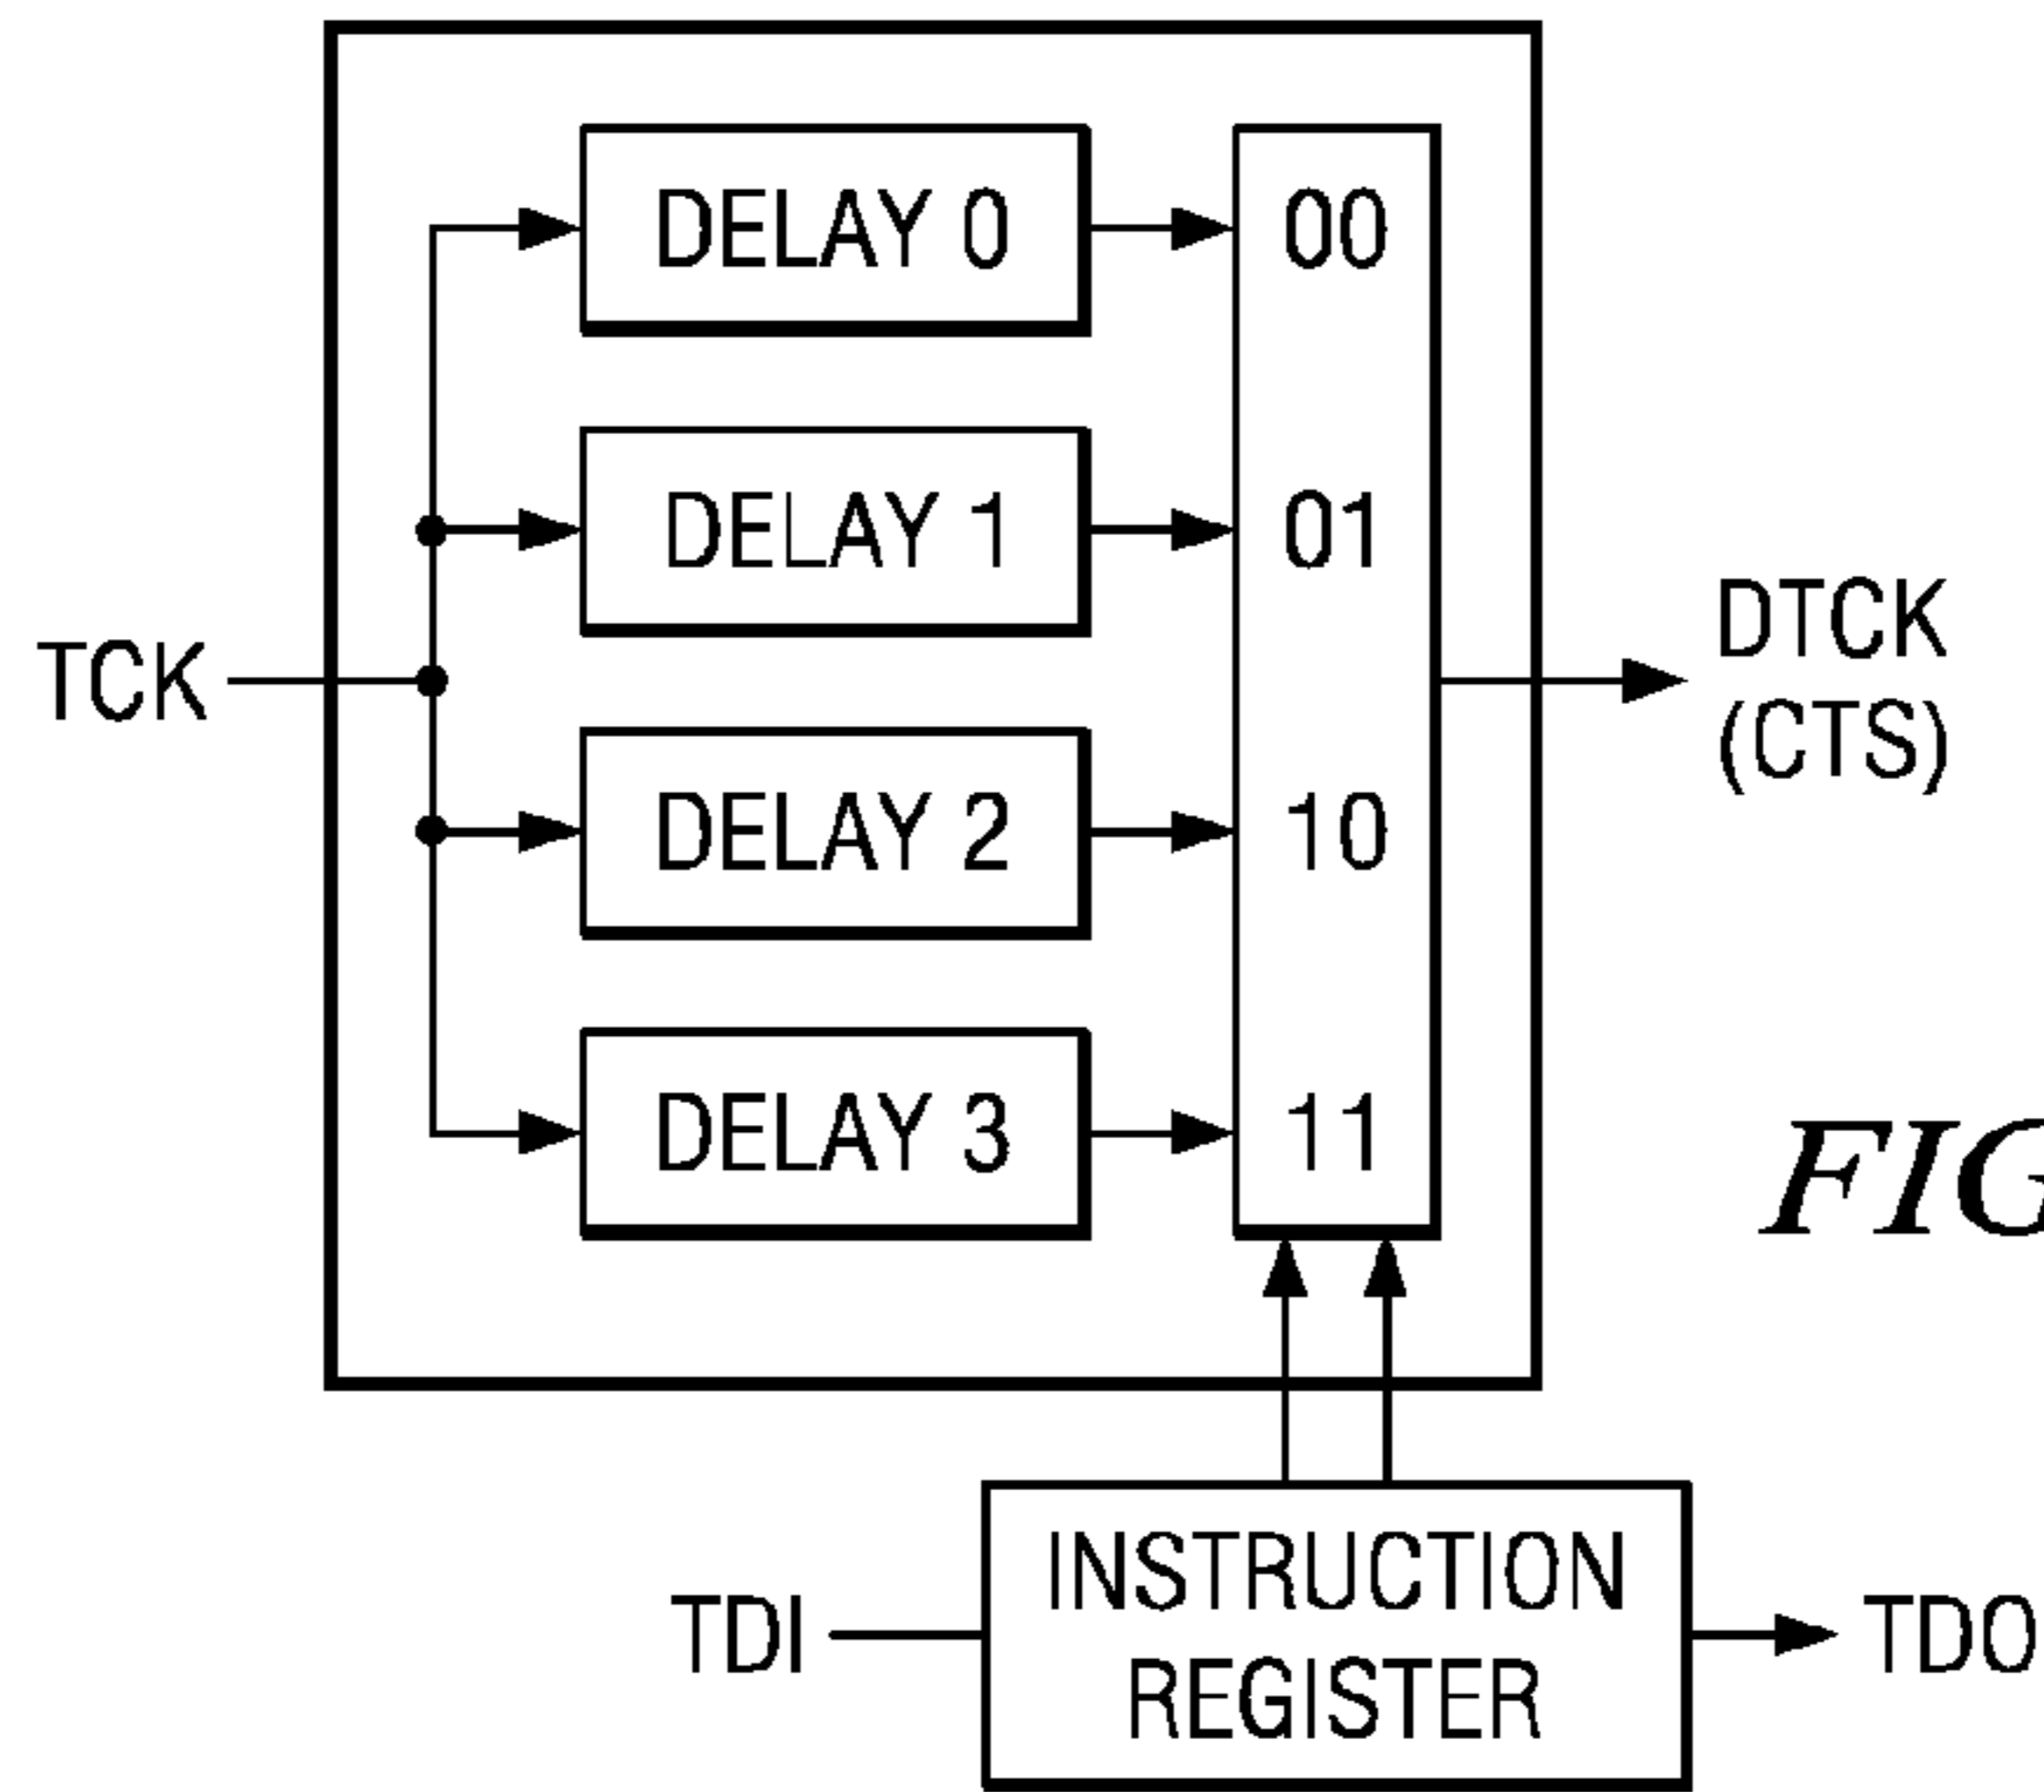 DELAY 0
00
DELAY 1
01
TCK
DTCK
(CTS)
DELAY 2
10
DELAY 3
11
FIG
INSTRUCTION
REGISTER
TDI
TDO